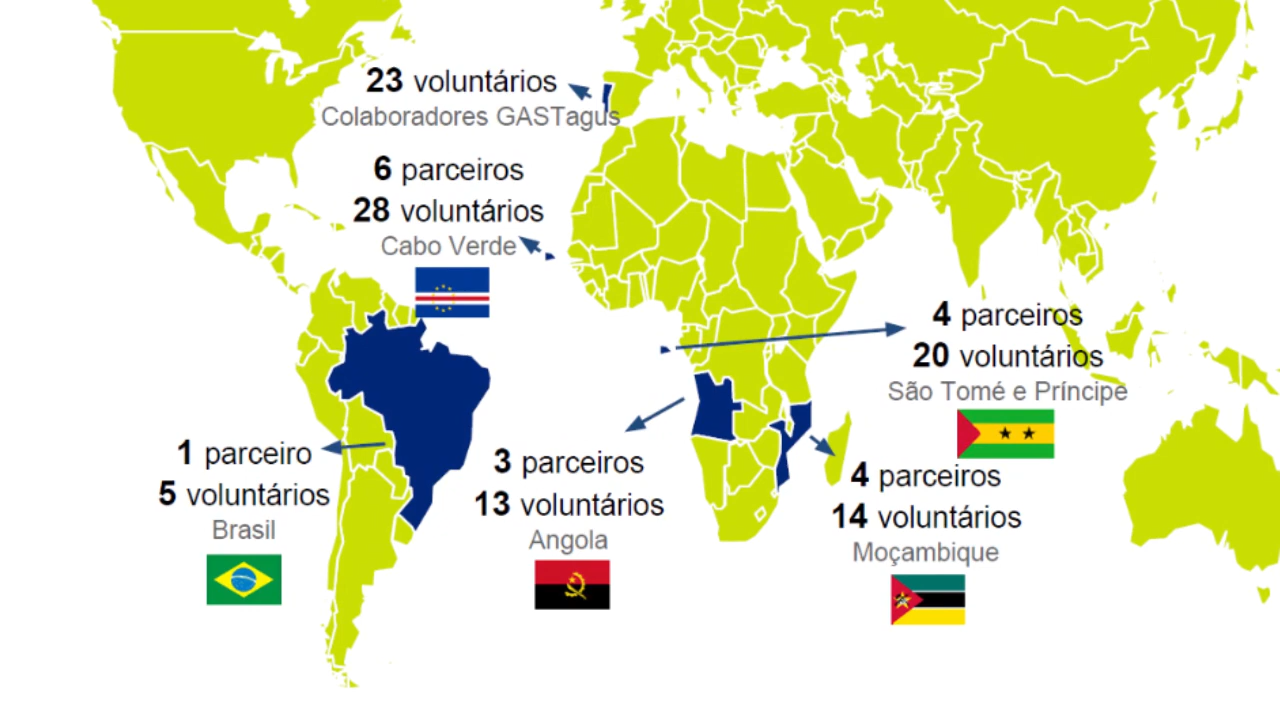 23 voluntários
Colaboradores GASTagus
6 parceiros
28 voluntários
Cabo Verde
4 parceiros
20 voluntários
São Tomé e Príncipe
1 parceiro
5 voluntários
Brasil
3 parceiros
13 voluntários
Angola
4 parceiros
14 voluntários
Moçambique